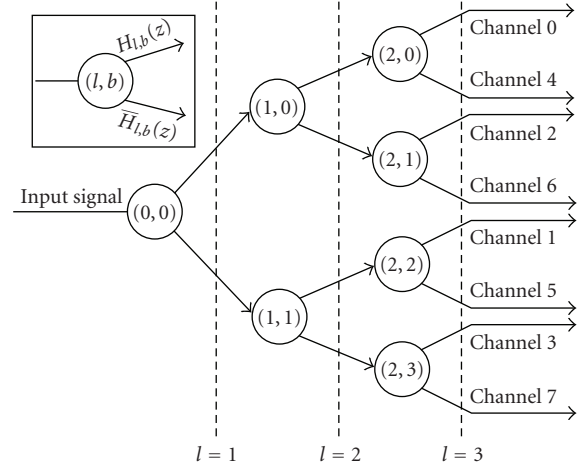 H_{l,b}(z)
(l, b)
H̅_{l,b}(z)
Input signal
(0, 0)
(1, 0)
(1, 1)
(2, 0)
(2, 1)
(2, 2)
(2, 3)
Channel 0
Channel 4
Channel 2
Channel 6
Channel 1
Channel 5
Channel 3
Channel 7
l = 1
l = 2
l = 3